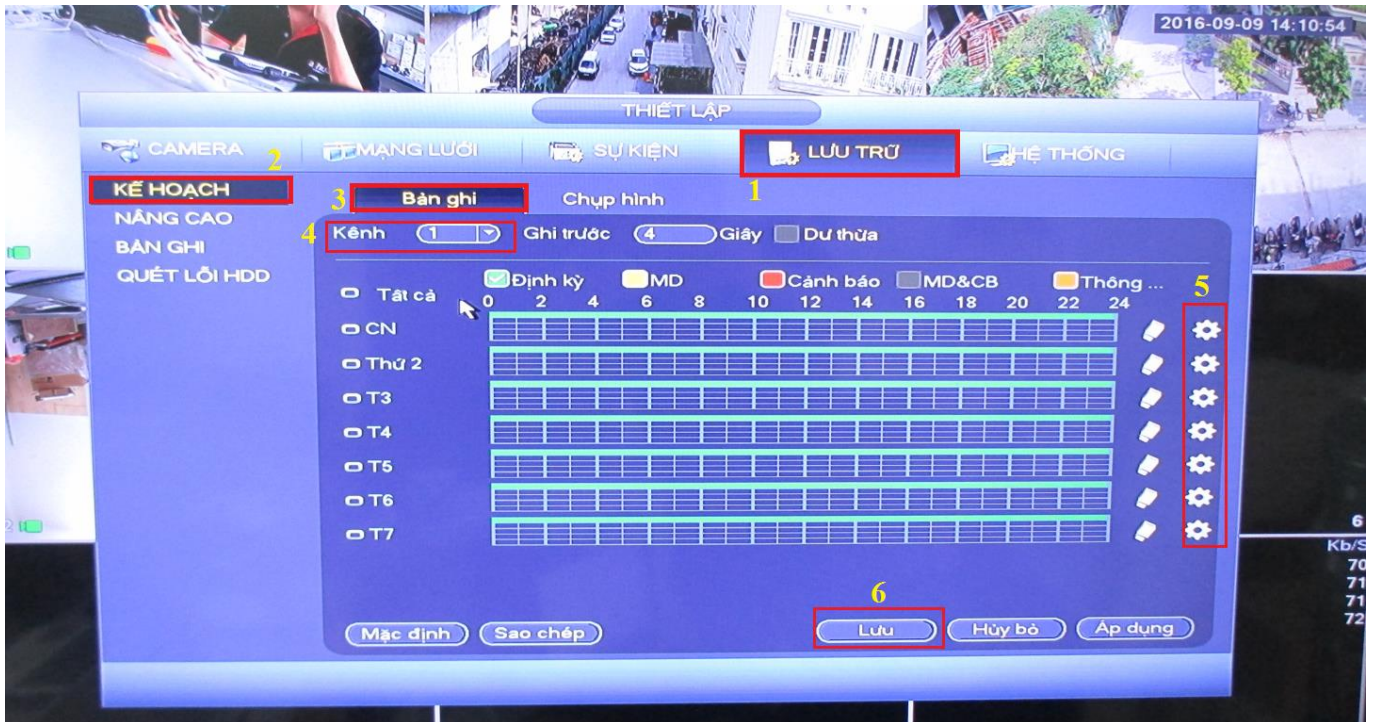 2016-09-09 14:10:54
THIẾT LẬP
CAMERA MẠNG LƯỚI SỰ KIỆN LƯU TRỮ HỆ THỐNG
2 1
KẾ HOẠCH
NÂNG CAO
BẢN GHI
QUÉT LỖI HDD
3 Bản ghi Chụp hình
4 Kênh 1 Ghi trước 4 Giây Dư thừa
Định kỳ MD Cảnh báo MD&CB Thông ...
5
Tất cả 0 2 4 6 8 10 12 14 16 18 20 22 24
CN
Thứ 2
T3
T4
T5
T6
T7
6
Mặc định Sao chép Lưu Hủy bỏ Áp dụng
2
6
Kb/S
70
71
71
72